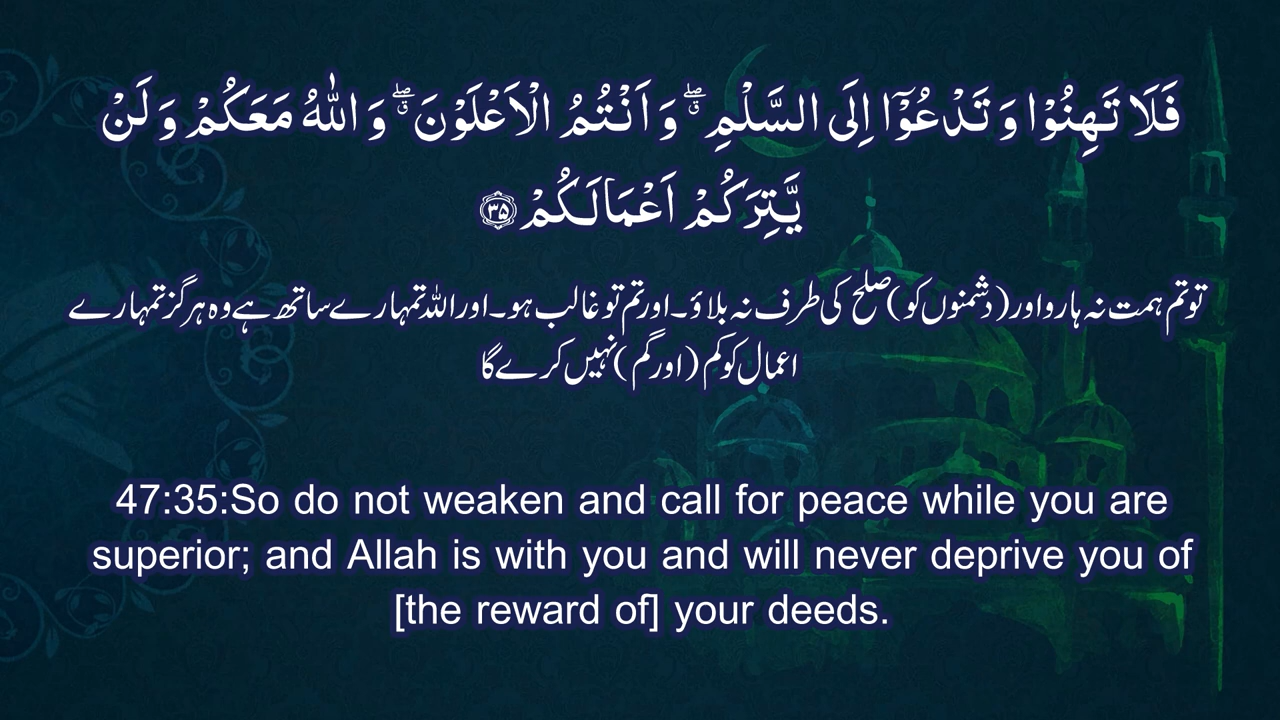 فَلَا تَهِنُوْا وَ تَدْعُوْۤا اِلَى السَّلْمِ ۖۗ وَ اَنْتُمُ الْاَعْلَوْنَ ۖۗ وَ اللّٰهُ مَعَكُمْ وَ لَنْ
يَّتِرَكُمْ اَعْمَالَكُمْ ﴿۳۵﴾
تو تم ہمت نہ ہارو اور (دشمنوں کو) صلح کی طرف نہ بلاؤ۔ اور تم تو غالب ہو۔ اور اللہ تمہارے ساتھ ہے وہ ہرگز تمہارے
اعمال کو کم (اور گم) نہیں کرے گا
47:35:So do not weaken and call for peace while you are
superior; and Allah is with you and will never deprive you of
[the reward of] your deeds.